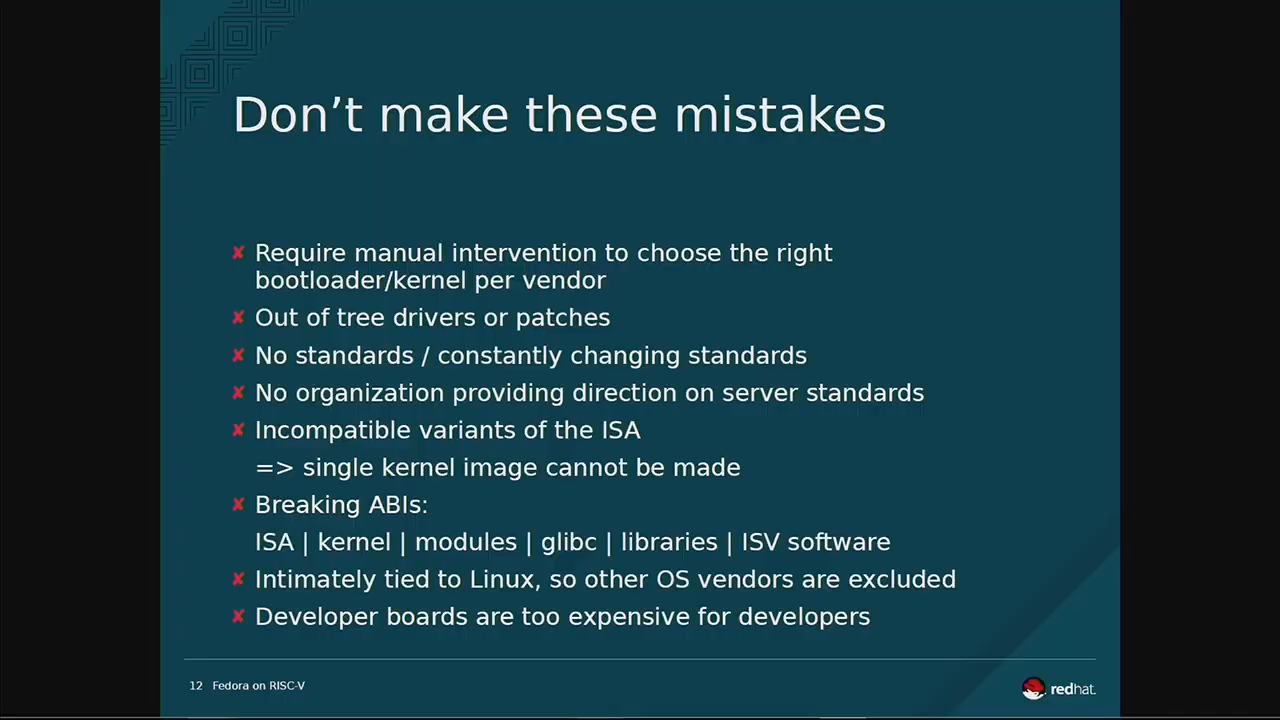 Don’t make these mistakes
✘ Require manual intervention to choose the right
bootloader/kernel per vendor
✘ Out of tree drivers or patches
✘ No standards / constantly changing standards
✘ No organization providing direction on server standards
✘ Incompatible variants of the ISA
=> single kernel image cannot be made
✘ Breaking ABIs:
ISA | kernel | modules | glibc | libraries | ISV software
✘ Intimately tied to Linux, so other OS vendors are excluded
✘ Developer boards are too expensive for developers
12 Fedora on RISC-V
redhat.